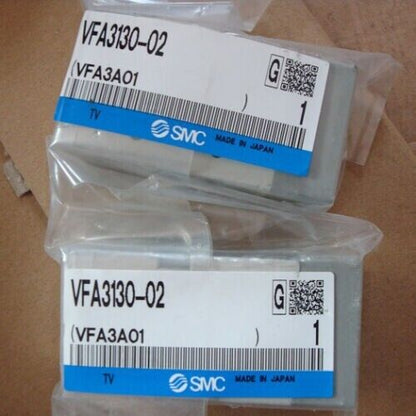 VFA3130-02
G
(VFA3A01 )
1
TV SMC MADE IN JAPAN
VFA3130-02
G
(VFA3A01 )
1
TV SMC MADE IN JAPAN